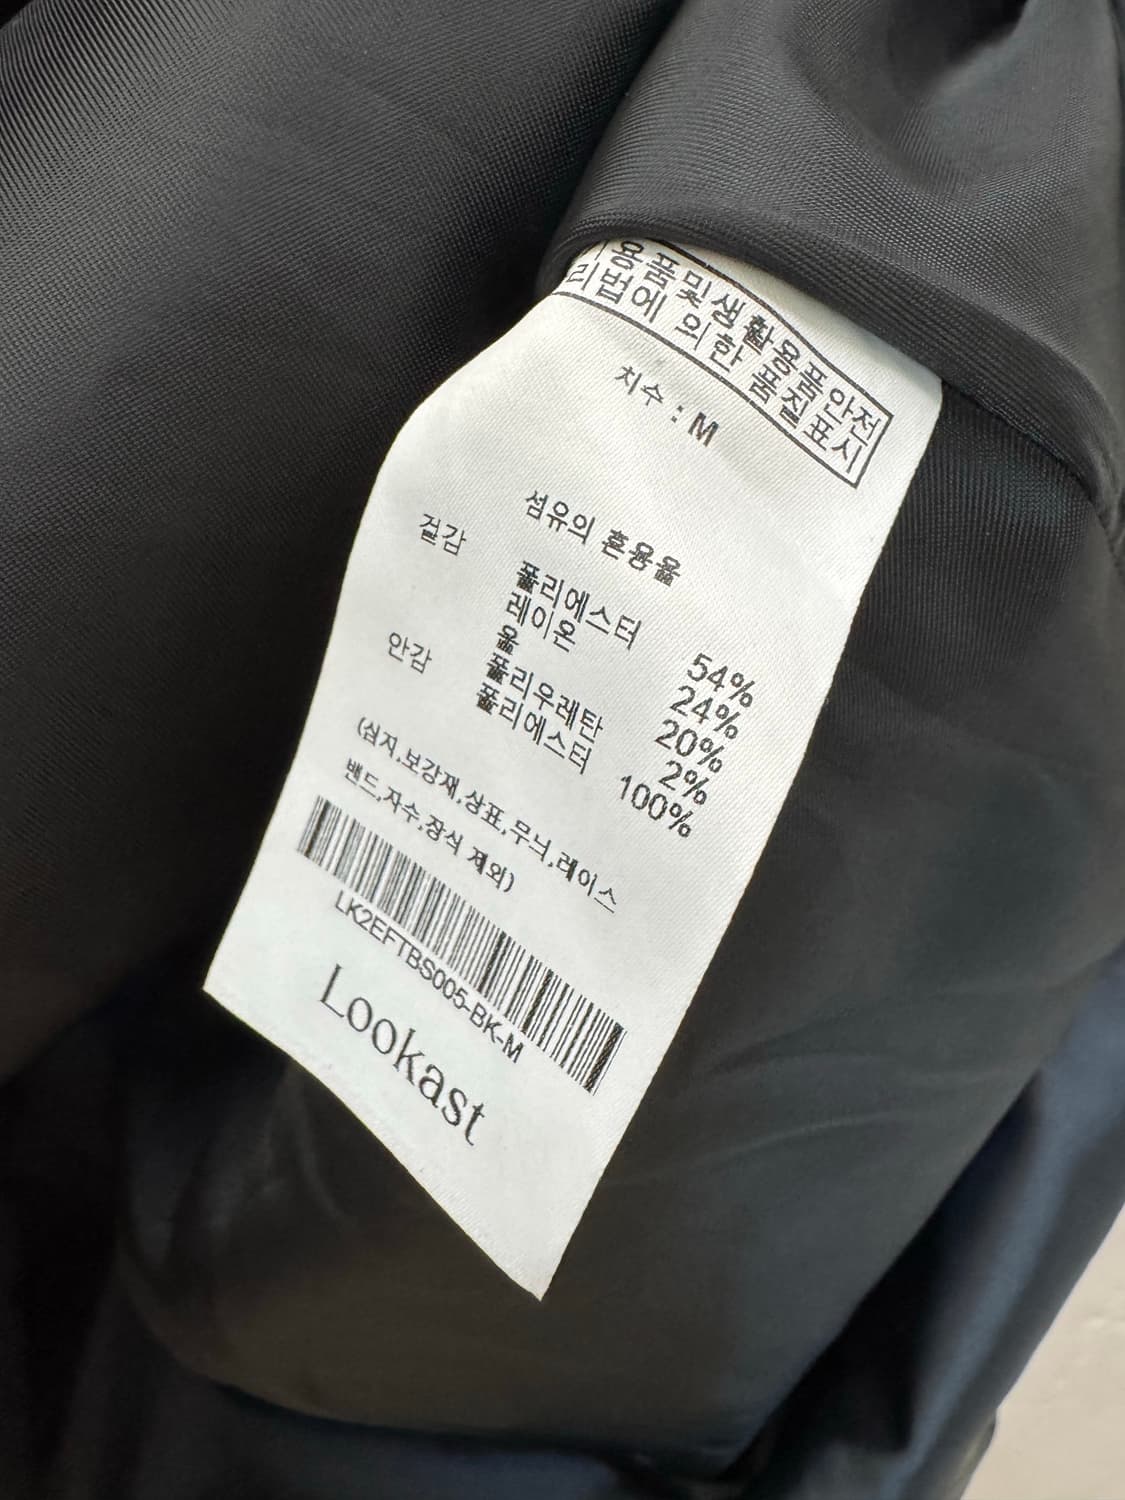 용품및생활용품안전
리법에 의한 품질표시
치수 : M
섬유의 혼용율
겉감
폴리에스터 54%
레이온 24%
울 20%
폴리우레탄 2%
안감 폴리에스터 100%
(심지,보강재,상표,무늬,레이스
밴드,자수,장식 제외)
LK2EFTBS005-BK-M
Lookast